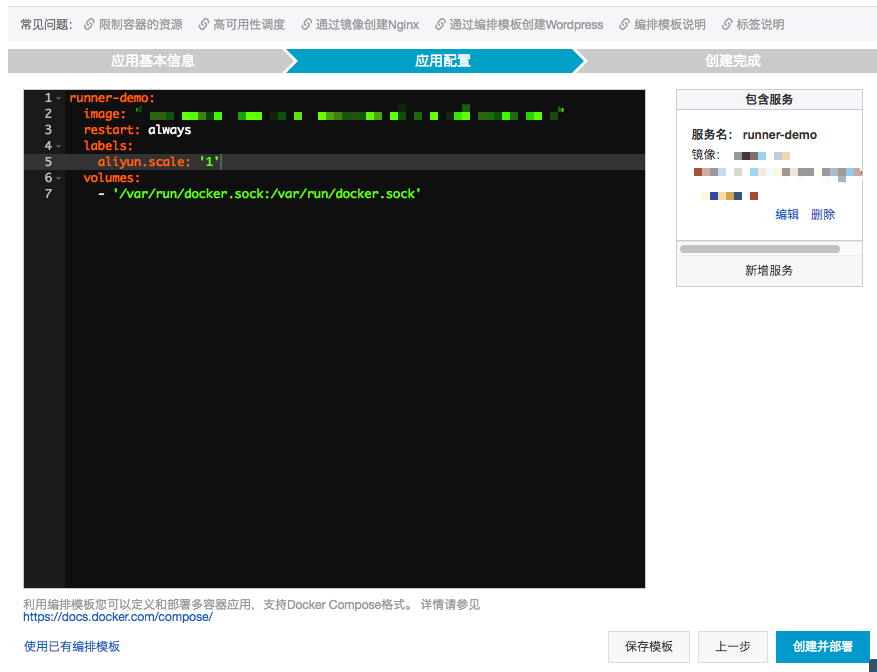 常见问题： 限制容器的资源 高可用性调度 通过镜像创建Nginx 通过编排模板创建Wordpress 编排模板说明 标签说明
应用基本信息 应用配置 创建完成
1 runner-demo:
2 image: '
3 restart: always
4 labels:
5 aliyun.scale: '1'
6 volumes:
7 - '/var/run/docker.sock:/var/run/docker.sock'
包含服务
服务名： runner-demo
镜像：
编辑 删除
新增服务
利用编排模板您可以定义和部署多容器应用，支持Docker Compose格式。 详情请参见
https://docs.docker.com/compose/
使用已有编排模板
保存模板 上一步 创建并部署